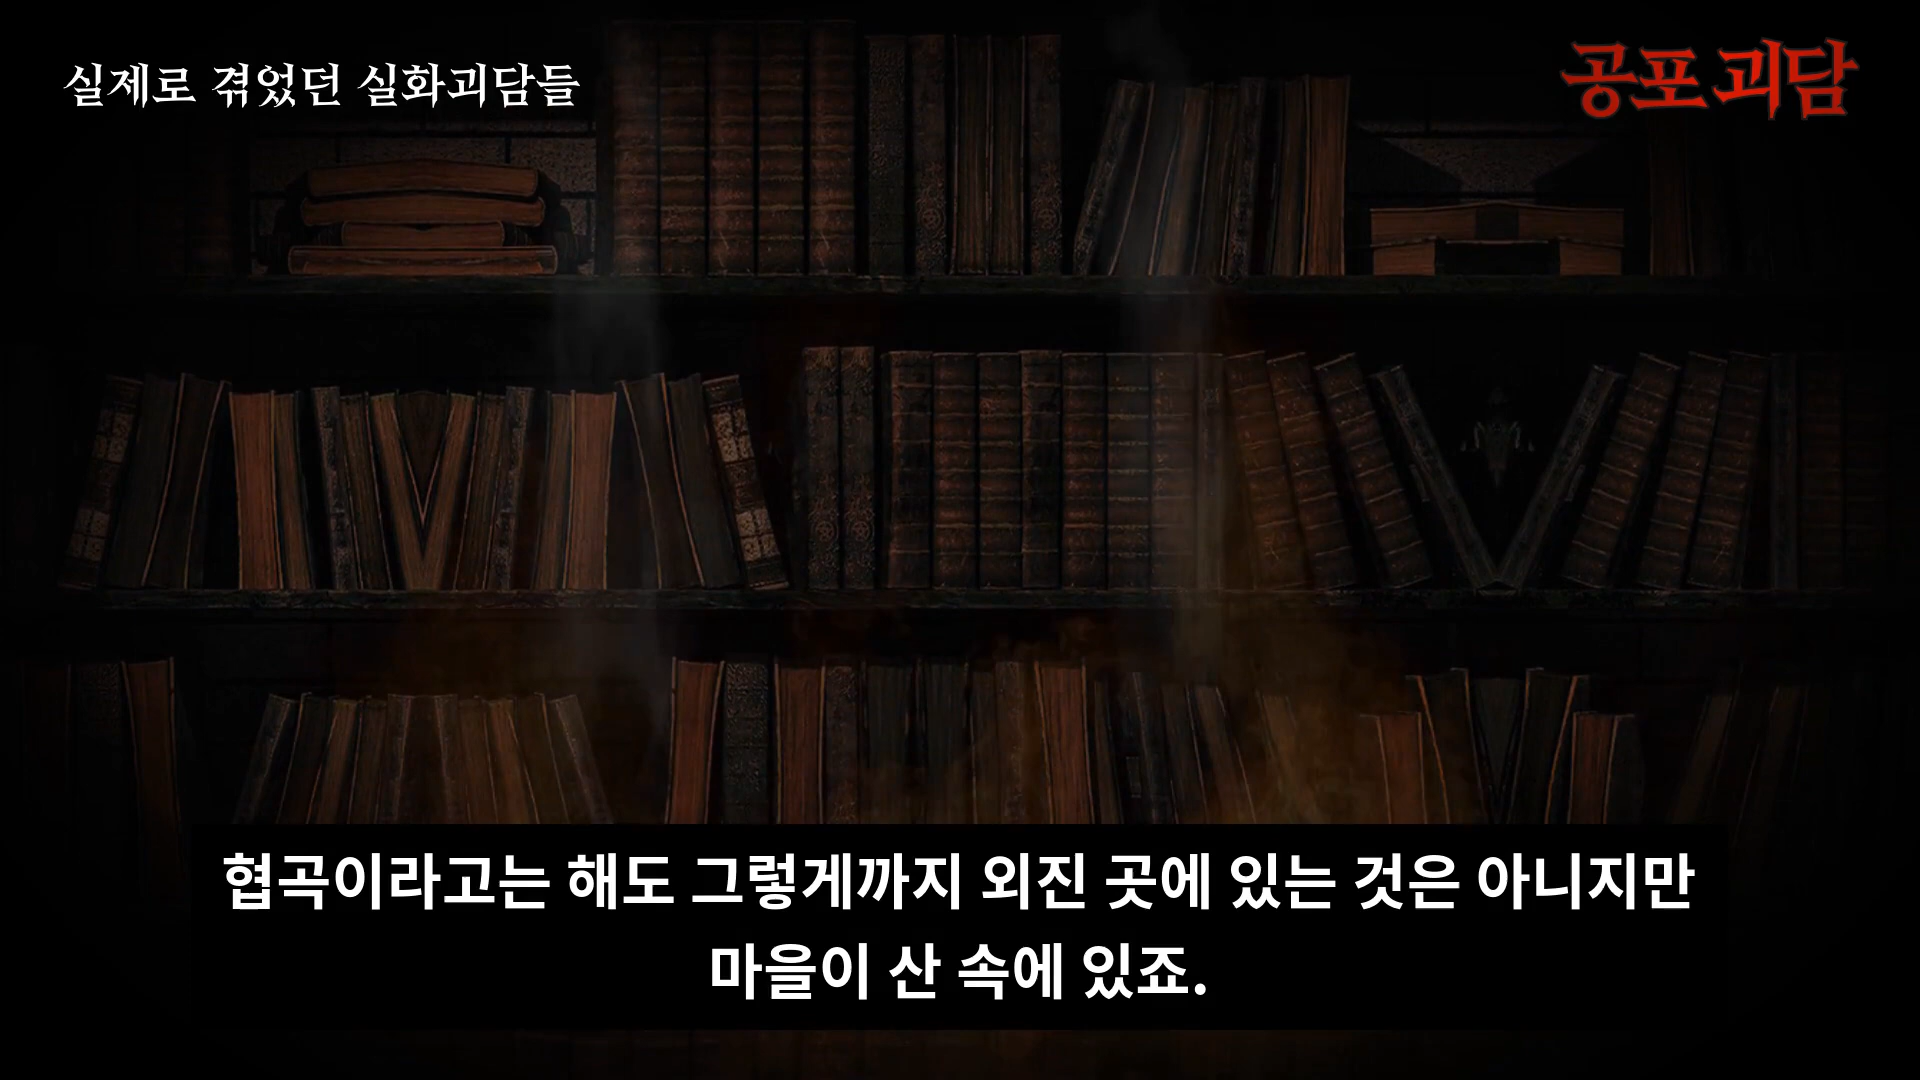 실제로 겪었던 실화괴담들
공포괴담
협곡이라고는 해도 그렇게까지 외진 곳에 있는 것은 아니지만
마을이 산 속에 있죠.